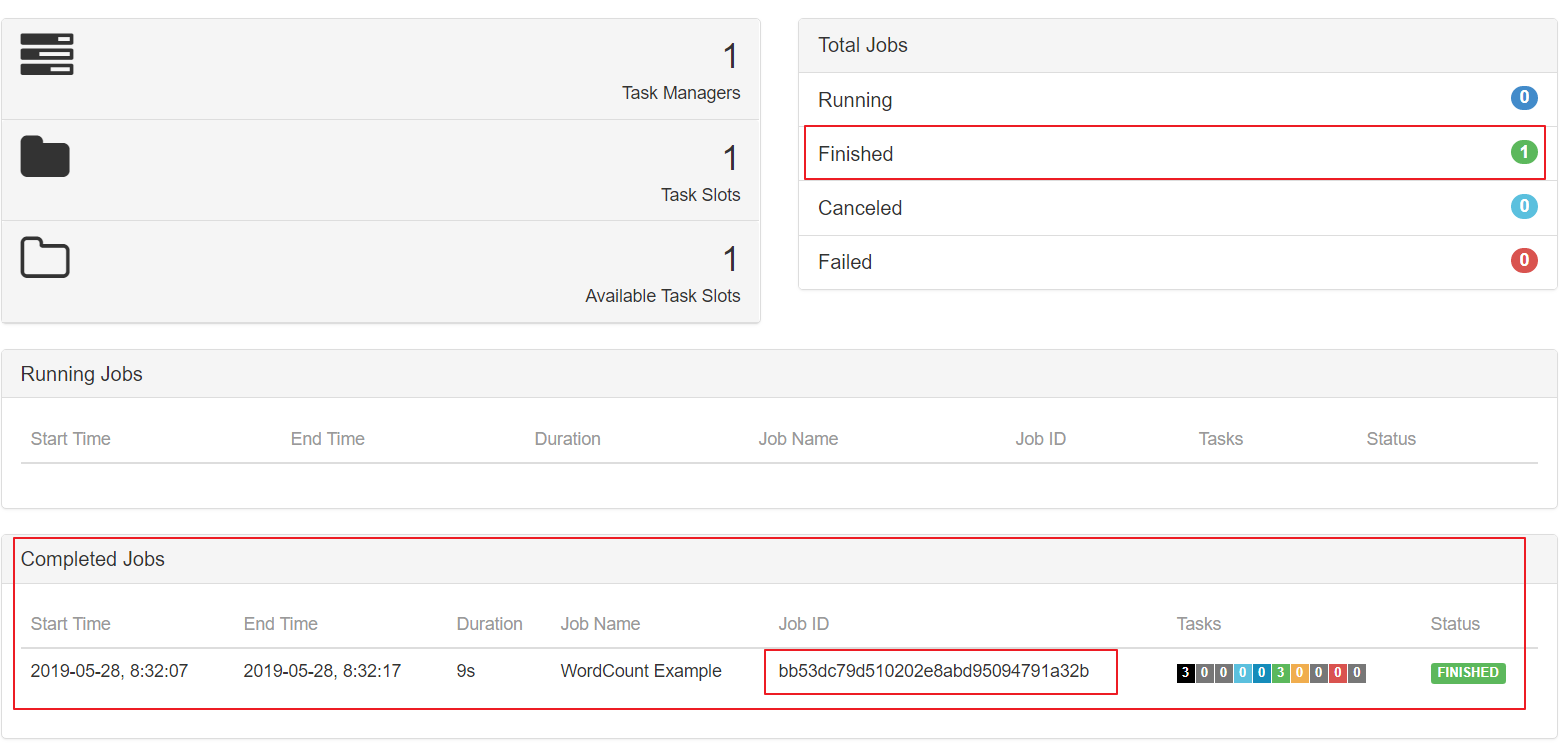 1
Task Managers
1
Task Slots
1
Available Task Slots
Total Jobs
Running 0
Finished 1
Canceled 0
Failed 0
Running Jobs
Start Time End Time Duration Job Name Job ID Tasks Status
Completed Jobs
Start Time End Time Duration Job Name Job ID Tasks Status
2019-05-28, 8:32:07 2019-05-28, 8:32:17 9s WordCount Example bb53dc79d510202e8abd95094791a32b 3 0 0 0 0 3 0 0 0 0 FINISHED